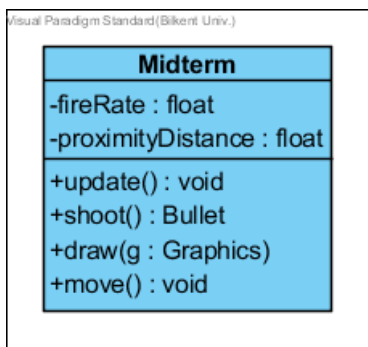 Visual Paradigm Standard(Bilkent Univ.)
Midterm
-fireRate : float
-proximityDistance : float
+update() : void
+shoot() : Bullet
+draw(g : Graphics)
+move() : void